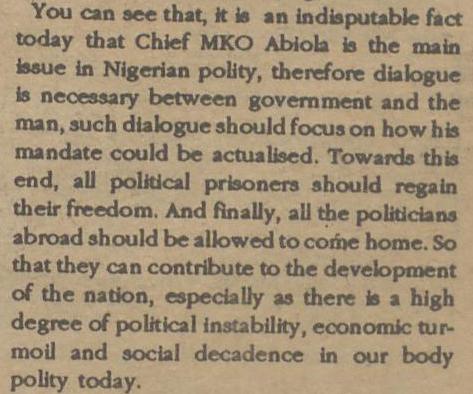 You can see that, it is an indisputable fact
today that Chief MKO Abiola is the main
issue in Nigerian polity, therefore dialogue
is necessary between government and the
man, such dialogue should focus on how his
mandate could be actualised. Towards this
end, all political prisoners should regain
their freedom. And finally, all the politicians
abroad should be allowed to come home. So
that they can contribute to the development
of the nation, especially as there is a high
degree of political instability, economic tur-
moil and social decadence in our body
polity today.